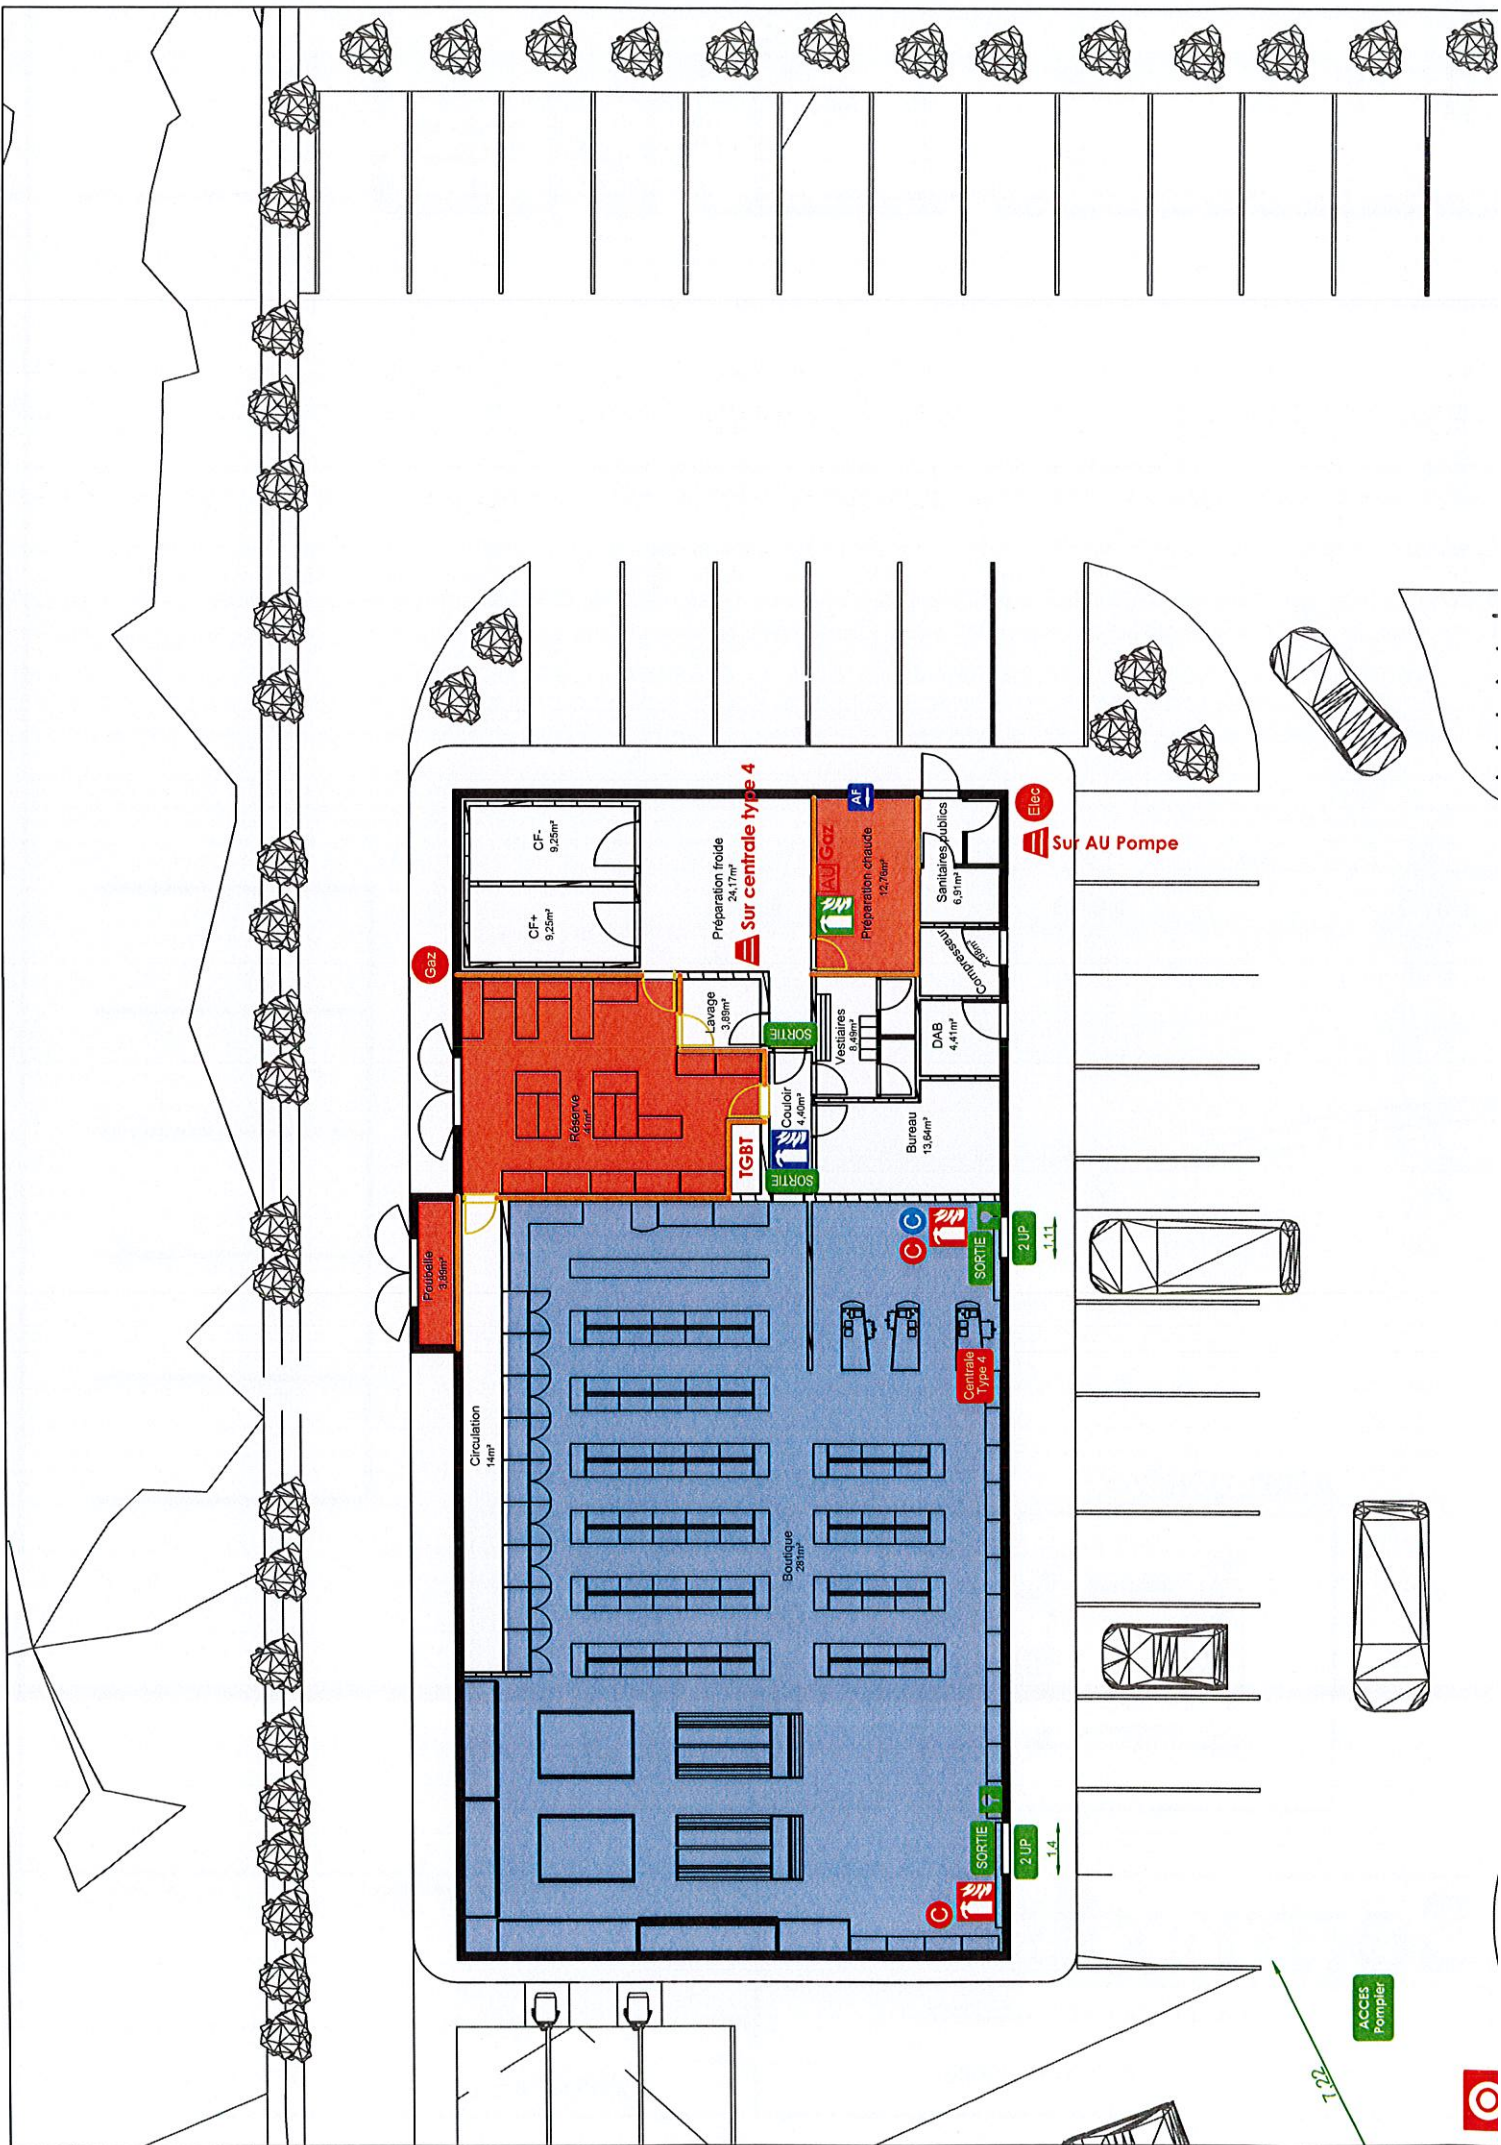 CF-
9,25m²
CF+
9,25m²
Préparation froide
24,17m²
Sur centrale type 4
AU Gaz
AF
Préparation chaude
12,76m²
Sanitaires publics
6,91m²
Elec
Sur AU Pompe
Gaz
Lavage
3,89m²
SORTIE
Vestiaires
8,49m²
Compresseur
DAB
4,41m²
Réserve
41m²
Couloir
4,40m²
Bureau
13,64m²
TGBT
SORTIE
Poubelle
3,89m²
C
C
SORTIE
2 UP
1,11
Centrale
Type 4
Circulation
14m²
Boutique
281m²
SORTIE
2 UP
1,4
C
ACCES
Pompier
7,22